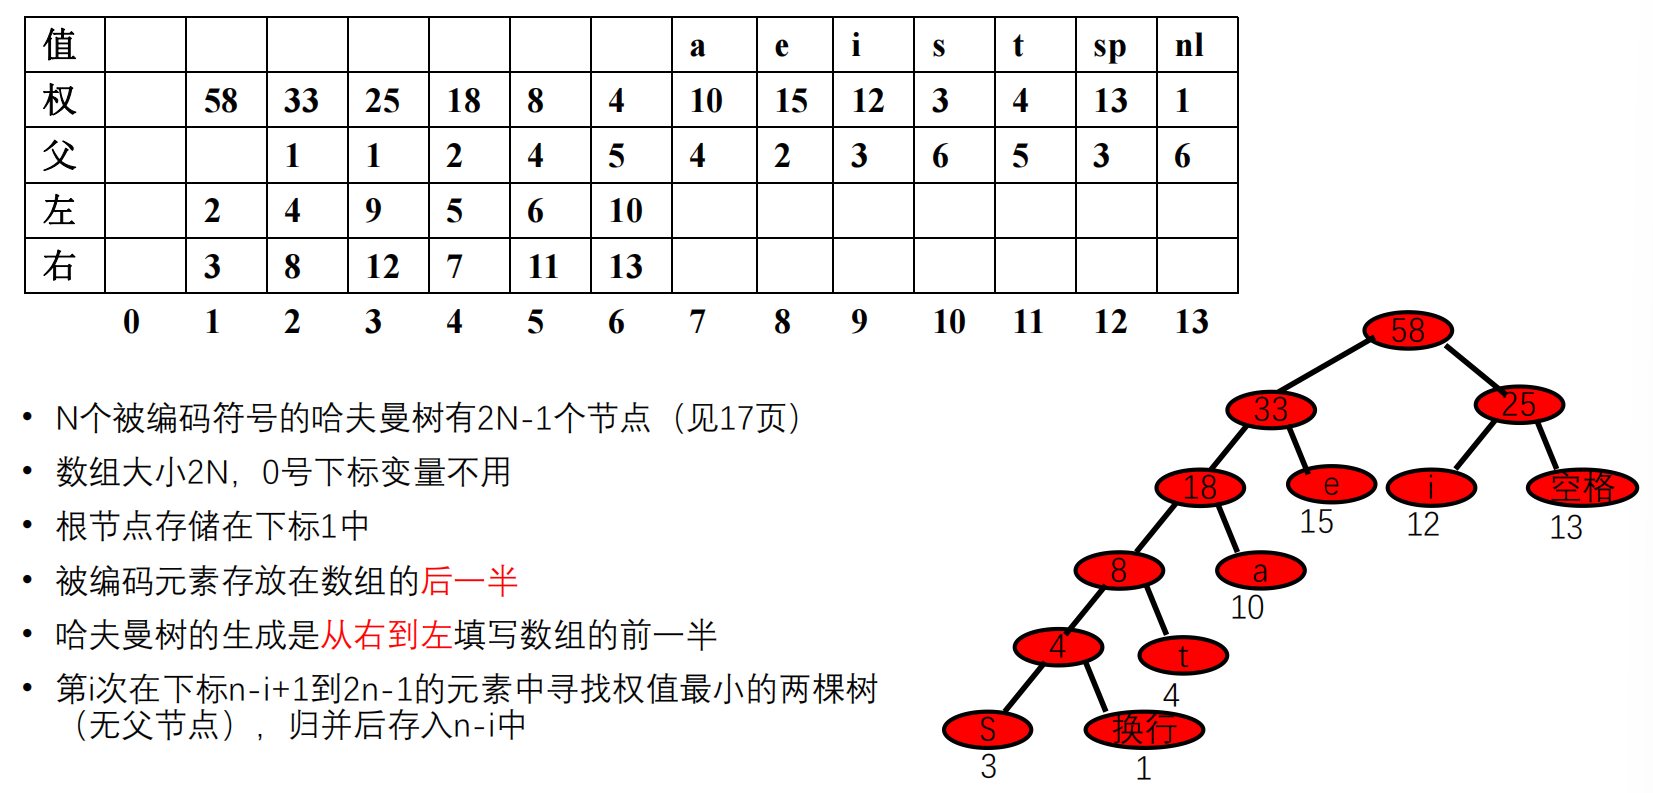 值 a e i s t sp nl
权 58 33 25 18 8 4 10 15 12 3 4 13 1
父 1 1 2 4 5 4 2 3 6 5 3 6
左 2 4 9 5 6 10
右 3 8 12 7 11 13
0 1 2 3 4 5 6 7 8 9 10 11 12 13
• N个被编码符号的哈夫曼树有2N-1个节点（见17页）
• 数组大小2N，0号下标变量不用
• 根节点存储在下标1中
• 被编码元素存放在数组的后一半
• 哈夫曼树的生成是从右到左填写数组的前一半
• 第i次在下标n-i+1到2n-1的元素中寻找权值最小的两棵树
（无父节点），归并后存入n-i中
58
33 25
18 e i 空格
15 12 13
8 a
10
4 t
4
S 换行
3 1